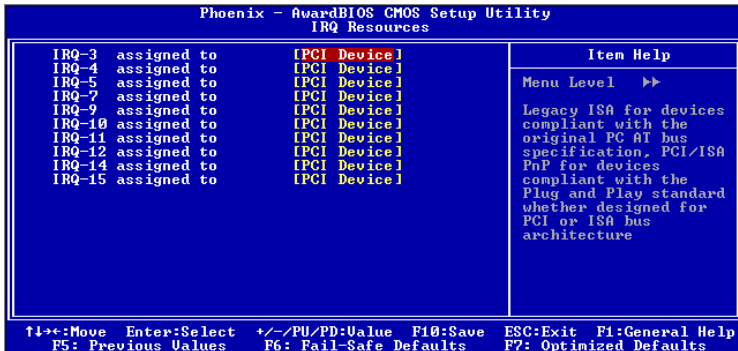 Phoenix - AwardBIOS CMOS Setup Utility
IRQ Resources
IRQ-3 assigned to [PCI Device]
IRQ-4 assigned to [PCI Device]
IRQ-5 assigned to [PCI Device]
IRQ-7 assigned to [PCI Device]
IRQ-9 assigned to [PCI Device]
IRQ-10 assigned to [PCI Device]
IRQ-11 assigned to [PCI Device]
IRQ-12 assigned to [PCI Device]
IRQ-14 assigned to [PCI Device]
IRQ-15 assigned to [PCI Device]
Item Help
Menu Level ▶▶
Legacy ISA for devices
compliant with the
original PC AT bus
specification, PCI/ISA
PnP for devices
compliant with the
Plug and Play standard
whether designed for
PCI or ISA bus
architecture
↑↓→←:Move Enter:Select +/-/PU/PD:Value F10:Save ESC:Exit F1:General Help
F5: Previous Values F6: Fail-Safe Defaults F7: Optimized Defaults